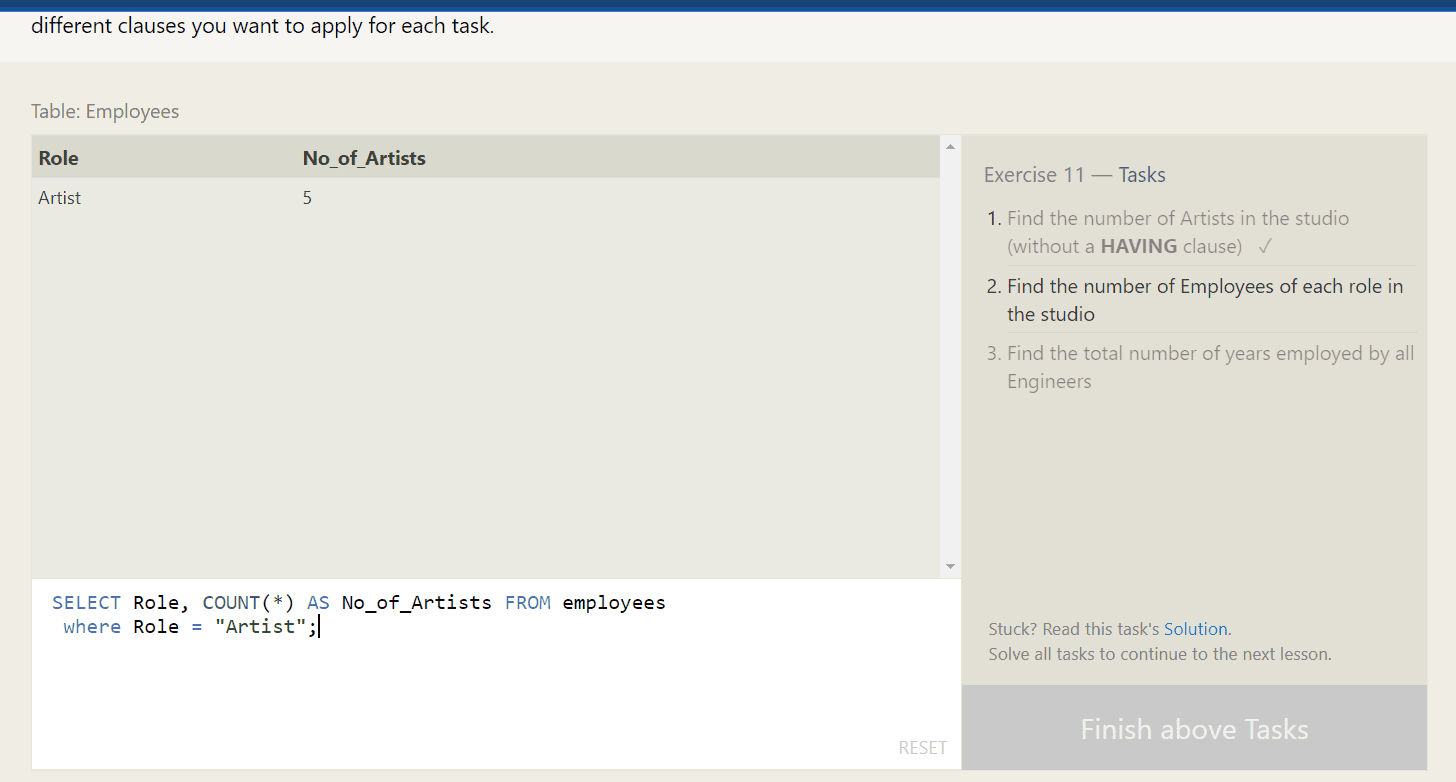 different clauses you want to apply for each task.
Table: Employees
Role No_of_Artists
Artist 5
SELECT Role, COUNT(*) AS No_of_Artists FROM employees
where Role = "Artist";
RESET
Exercise 11 — Tasks
1. Find the number of Artists in the studio
(without a HAVING clause) ✓
2. Find the number of Employees of each role in
the studio
3. Find the total number of years employed by all
Engineers
Stuck? Read this task's Solution.
Solve all tasks to continue to the next lesson.
Finish above Tasks